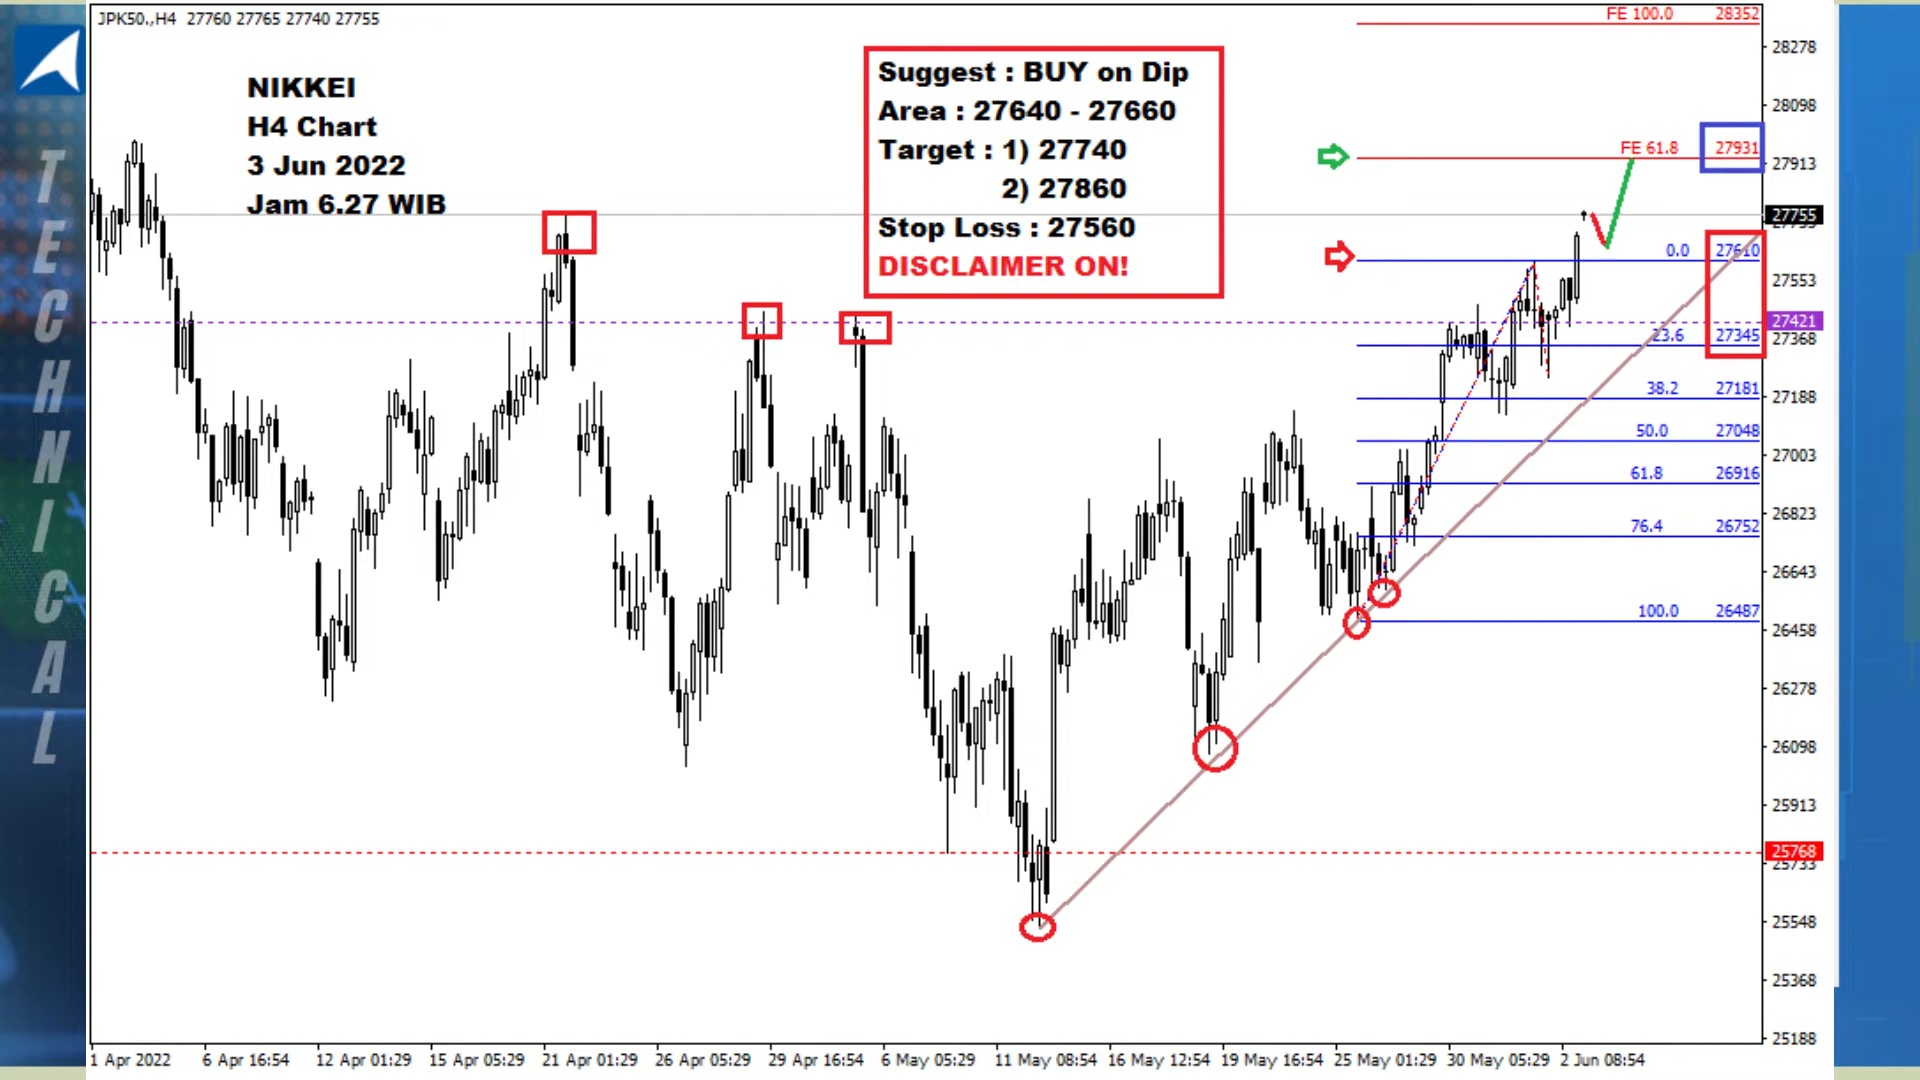 JPK50.,H4 27760 27765 27740 27755
TECHNICAL
NIKKEI
H4 Chart
3 Jun 2022
Jam 6.27 WIB
Suggest : BUY on Dip
Area : 27640 - 27660
Target : 1) 27740
2) 27860
Stop Loss : 27560
DISCLAIMER ON!
FE 100.0 28352
FE 61.8 27931
0.0 27610
23.6 27345
38.2 27181
50.0 27048
61.8 26916
76.4 26752
100.0 26487
28278
28098
27913
27755
27553
27421
27368
27188
27003
26823
26643
26458
26278
26098
25913
25768
25733
25548
25368
25188
1 Apr 2022 6 Apr 16:54 12 Apr 01:29 15 Apr 05:29 21 Apr 01:29 26 Apr 05:29 29 Apr 16:54 6 May 05:29 11 May 08:54 16 May 12:54 19 May 16:54 25 May 01:29 30 May 05:29 2 Jun 08:54